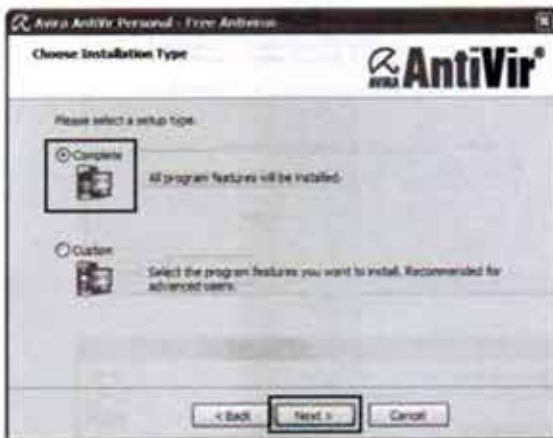 Avira AntiVir Personal - Free Antivirus
Choose Installation Type
AVIRA AntiVir®
Please select a setup type.
Complete
All program features will be installed.
Custom
Select the program features you want to install. Recommended for
advanced users.
< Back Next > Cancel